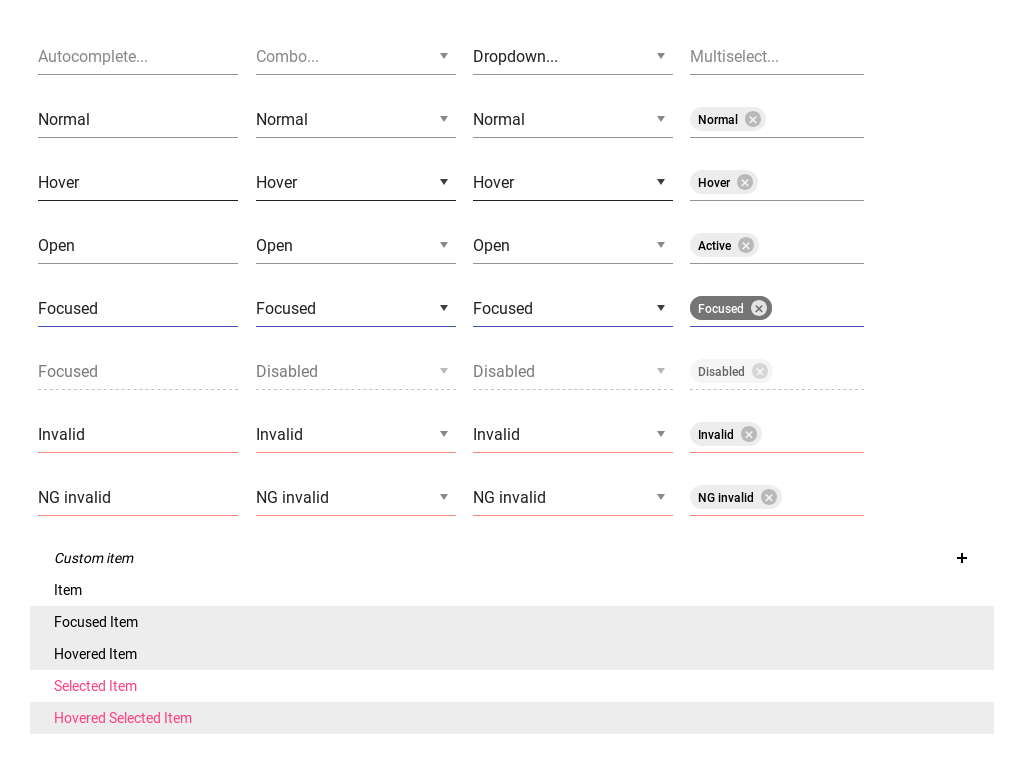 Autocomplete... Combo... Dropdown... Multiselect...
Normal Normal Normal Normal
Hover Hover Hover Hover
Open Open Open Active
Focused Focused Focused Focused
Focused Disabled Disabled Disabled
Invalid Invalid Invalid Invalid
NG invalid NG invalid NG invalid NG invalid
Custom item
Item
Focused Item
Hovered Item
Selected Item
Hovered Selected Item